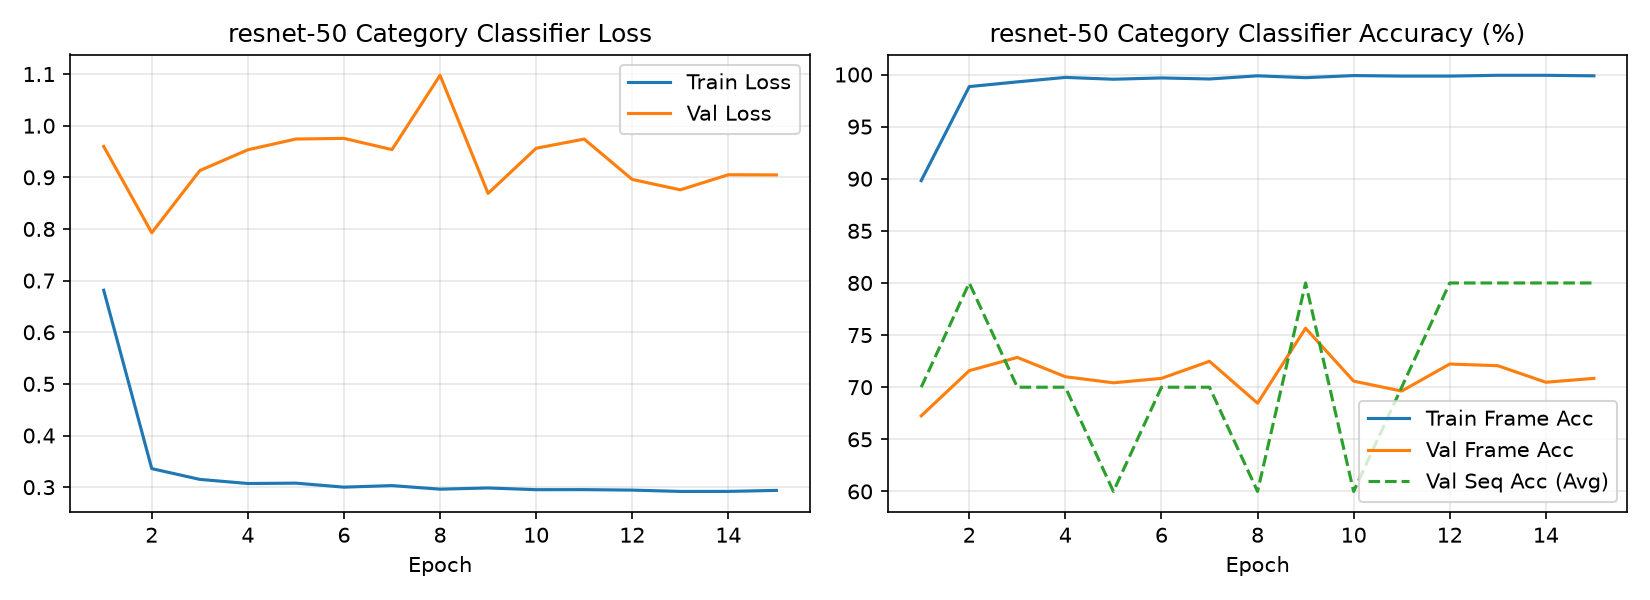 resnet-50 Category Classifier Loss
1.1
1.0
0.9
0.8
0.7
0.6
0.5
0.4
0.3
Train Loss
Val Loss
2 4 6 8 10 12 14
Epoch
resnet-50 Category Classifier Accuracy (%)
100
95
90
85
80
75
70
65
60
Train Frame Acc
Val Frame Acc
Val Seq Acc (Avg)
2 4 6 8 10 12 14
Epoch